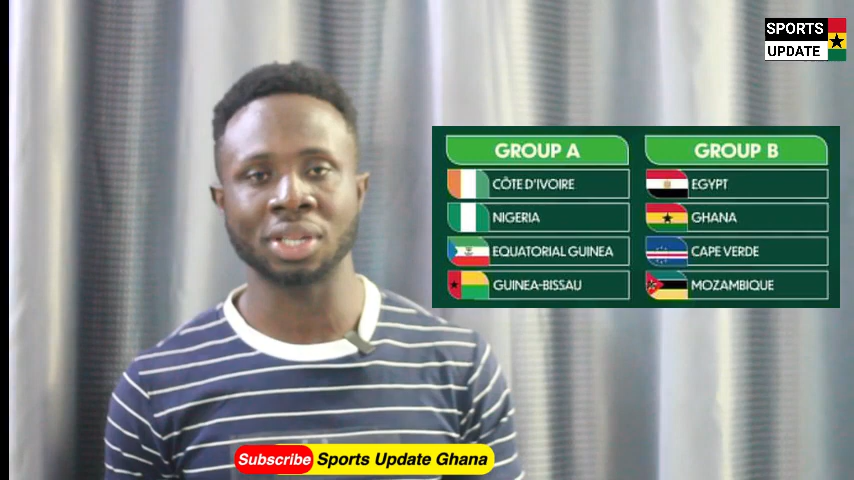 SPORTS
UPDATE
GROUP A
CÔTE D'IVOIRE
NIGERIA
EQUATORIAL GUINEA
GUINEA-BISSAU
GROUP B
EGYPT
GHANA
CAPE VERDE
MOZAMBIQUE
Subscribe Sports Update Ghana